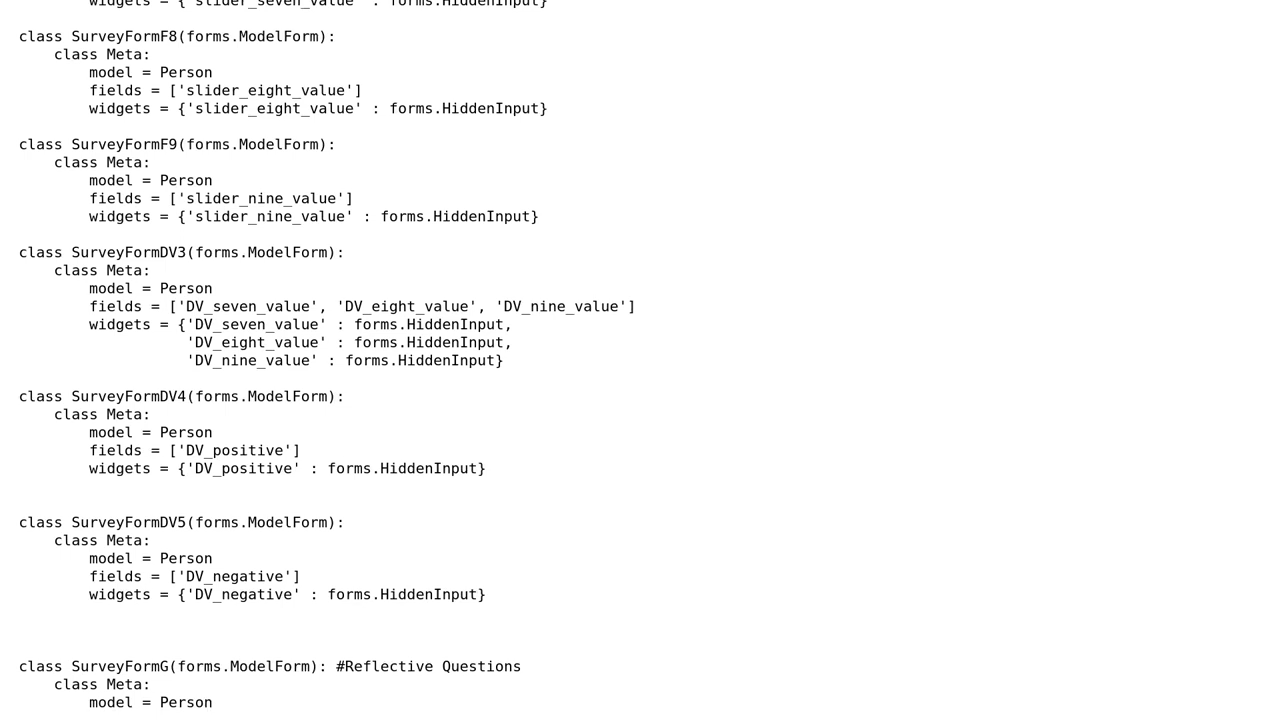 widgets = {'slider_seven_value' : forms.HiddenInput}
class SurveyFormF8(forms.ModelForm):
    class Meta:
        model = Person
        fields = ['slider_eight_value']
        widgets = {'slider_eight_value' : forms.HiddenInput}
class SurveyFormF9(forms.ModelForm):
    class Meta:
        model = Person
        fields = ['slider_nine_value']
        widgets = {'slider_nine_value' : forms.HiddenInput}
class SurveyFormDV3(forms.ModelForm):
    class Meta:
        model = Person
        fields = ['DV_seven_value', 'DV_eight_value', 'DV_nine_value']
        widgets = {'DV_seven_value' : forms.HiddenInput,
                   'DV_eight_value' : forms.HiddenInput,
                   'DV_nine_value' : forms.HiddenInput}
class SurveyFormDV4(forms.ModelForm):
    class Meta:
        model = Person
        fields = ['DV_positive']
        widgets = {'DV_positive' : forms.HiddenInput}
class SurveyFormDV5(forms.ModelForm):
    class Meta:
        model = Person
        fields = ['DV_negative']
        widgets = {'DV_negative' : forms.HiddenInput}
class SurveyFormG(forms.ModelForm): #Reflective Questions
    class Meta:
        model = Person